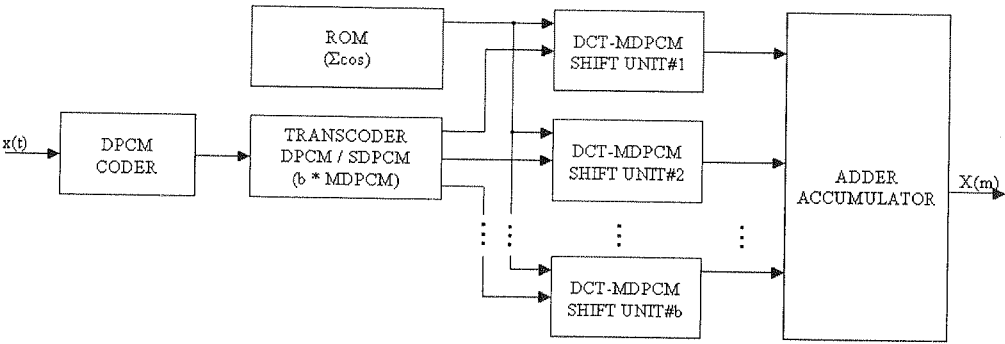 ROM
(Σcos)
DCT-MDPCM
SHIFT UNIT#1
x(t)
DPCM
CODER
TRANSCODER
DPCM / SDPCM
(b * MDPCM)
DCT-MDPCM
SHIFT UNIT#2
ADDER
ACCUMULATOR
X(m)
DCT-MDPCM
SHIFT UNIT#b